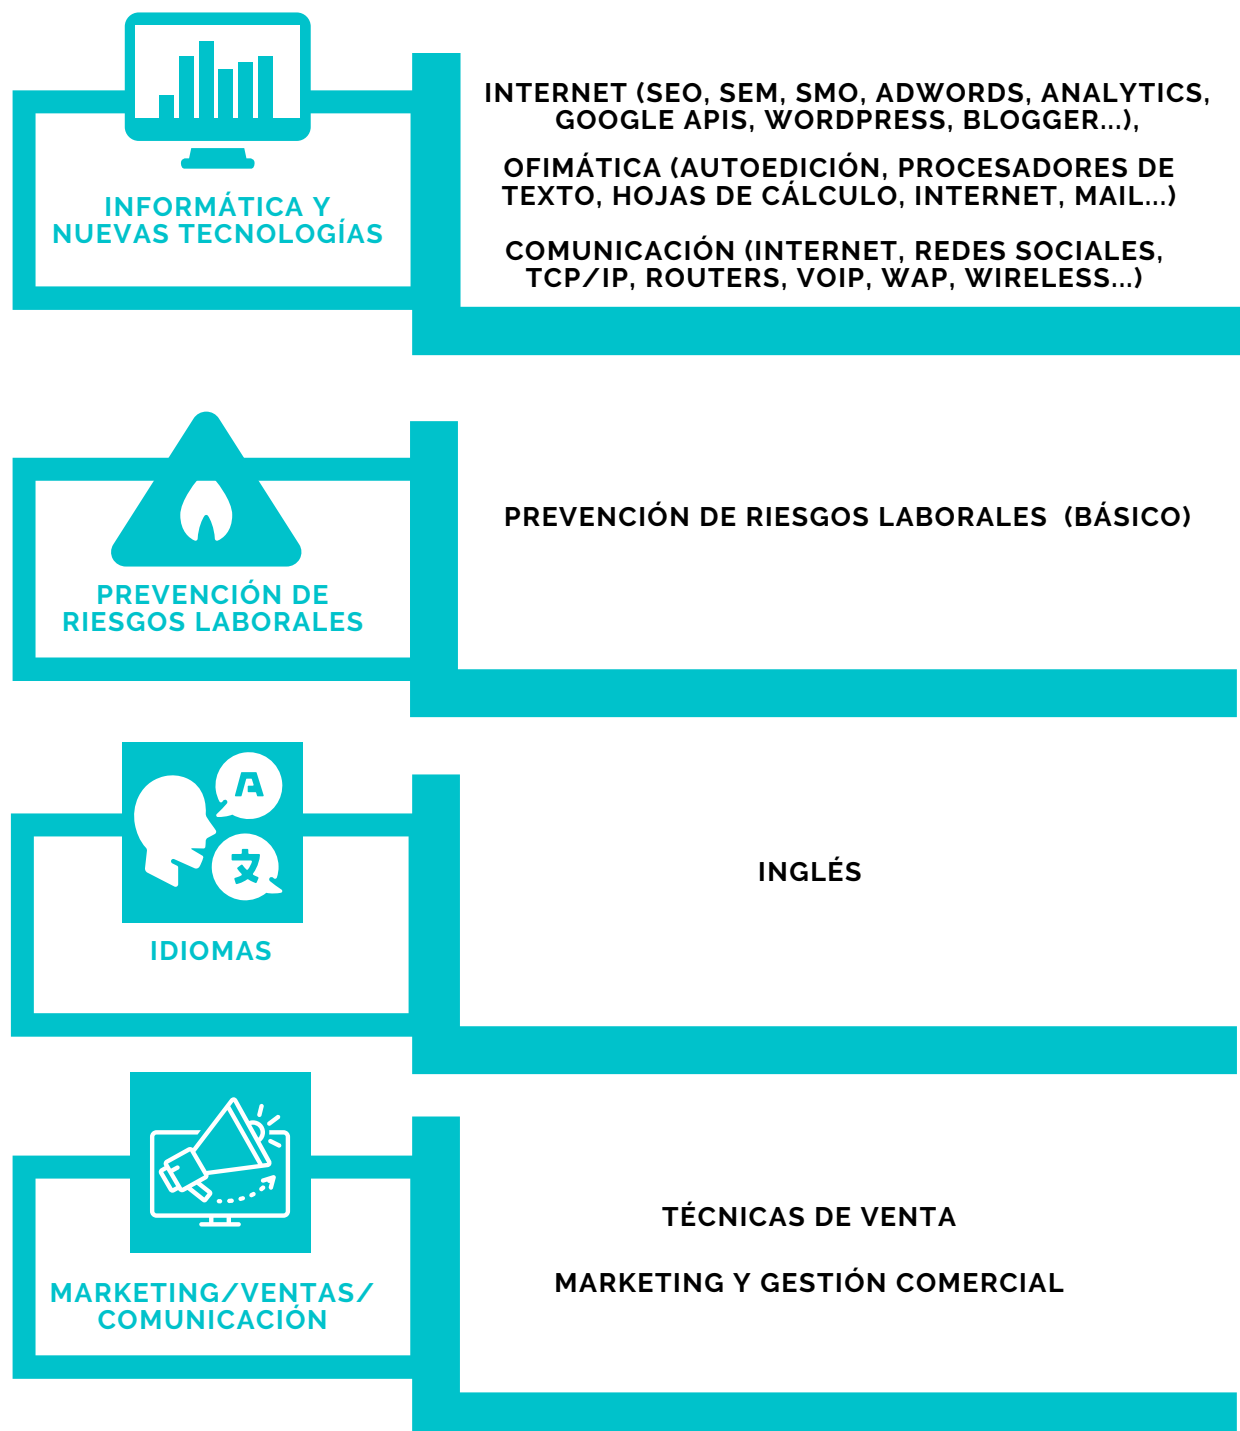 INFORMÁTICA Y
NUEVAS TECNOLOGÍAS
INTERNET (SEO, SEM, SMO, ADWORDS, ANALYTICS,
GOOGLE APIS, WORDPRESS, BLOGGER...),
OFIMÁTICA (AUTOEDICIÓN, PROCESADORES DE
TEXTO, HOJAS DE CÁLCULO, INTERNET, MAIL...)
COMUNICACIÓN (INTERNET, REDES SOCIALES,
TCP/IP, ROUTERS, VOIP, WAP, WIRELESS...)
PREVENCIÓN DE
RIESGOS LABORALES
PREVENCIÓN DE RIESGOS LABORALES (BÁSICO)
A
文
IDIOMAS
INGLÉS
MARKETING/VENTAS/
COMUNICACIÓN
TÉCNICAS DE VENTA
MARKETING Y GESTIÓN COMERCIAL